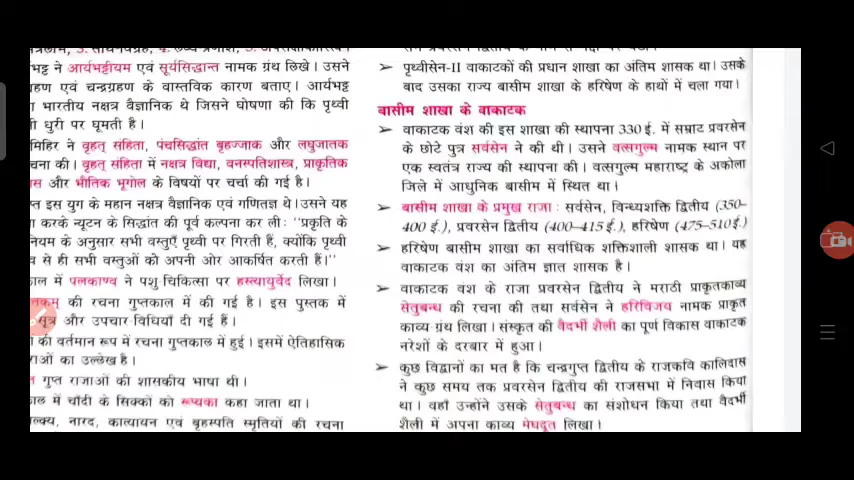 भट्ट ने आर्यभट्टीयम एवं सूर्यसिद्धान्त नामक ग्रंथ लिखे। उसने
हण एवं चन्द्रग्रहण के वास्तविक कारण बताए। आर्यभट्ट
भारतीय नक्षत्र वैज्ञानिक थे जिसने घोषणा की कि पृथ्वी
धुरी पर घूमती है।
मिहिर ने वृहत् संहिता, पंचसिद्धांत बृहज्जाक और लघुजातक
चना की। वृहत् संहिता में नक्षत्र विद्या, वनस्पतिशास्त्र, प्राकृतिक
स और भौतिक भूगोल के विषयों पर चर्चा की गई है।
प्त इस युग के महान नक्षत्र वैज्ञानिक एवं गणितज्ञ थे। उसने यह
करके न्यूटन के सिद्धांत की पूर्व कल्पना कर ली: "प्रकृति के
नियम के अनुसार सभी वस्तुएँ पृथ्वी पर गिरती हैं, क्योंकि पृथ्वी
व से ही सभी वस्तुओं को अपनी ओर आकर्षित करती हैं।"
काल में पलकाण्व ने पशु चिकित्सा पर हस्त्यायुर्वेद लिखा।
तकम् की रचना गुप्तकाल में की गई है। इस पुस्तक में
सूत्र और उपचार विधियाँ दी गई हैं।
की वर्तमान रूप में रचना गुप्तकाल में हुई। इसमें ऐतिहासिक
राओं का उल्लेख है।
गुप्त राजाओं की शासकीय भाषा थी।
काल में चाँदी के सिक्कों को रूप्यका कहा जाता था।
ल्क्य, नारद, कात्यायन एवं बृहस्पति स्मृतियों की रचना
➤ पृथ्वीसेन-II वाकाटकों की प्रधान शाखा का अंतिम शासक था। उसके
बाद उसका राज्य बासीम शाखा के हरिषेण के हाथों में चला गया।
बासीम शाखा के वाकाटक
➤ वाकाटक वंश की इस शाखा की स्थापना 330 ई. में सम्राट प्रवरसेन
के छोटे पुत्र सर्वसेन ने की थी। उसने वत्सगुल्म नामक स्थान पर
एक स्वतंत्र राज्य की स्थापना की। वत्सगुल्म महाराष्ट्र के अकोला
जिले में आधुनिक बासीम में स्थित था।
➤ बासीम शाखा के प्रमुख राजा: सर्वसेन, विन्ध्यशक्ति द्वितीय (350–
400 ई.), प्रवरसेन द्वितीय (400–415 ई.), हरिषेण (475–510 ई.)
➤ हरिषेण बासीम शाखा का सर्वाधिक शक्तिशाली शासक था। यह
वाकाटक वंश का अंतिम ज्ञात शासक है।
➤ वाकाटक वश के राजा प्रवरसेन द्वितीय ने मराठी प्राकृतकाव्य
सेतुबन्ध की रचना की तथा सर्वसेन ने हरिविजय नामक प्राकृत
काव्य ग्रंथ लिखा। संस्कृत की वैदर्भी शैली का पूर्ण विकास वाकाटक
नरेशों के दरबार में हुआ।
➤ कुछ विद्वानों का मत है कि चन्द्रगुप्त द्वितीय के राजकवि कालिदास
ने कुछ समय तक प्रवरसेन द्वितीय की राजसभा में निवास किया
था। वहाँ उन्होंने उसके सेतुबन्ध का संशोधन किया तथा वैदर्भी
शैली में अपना काव्य मेघदूत लिखा।